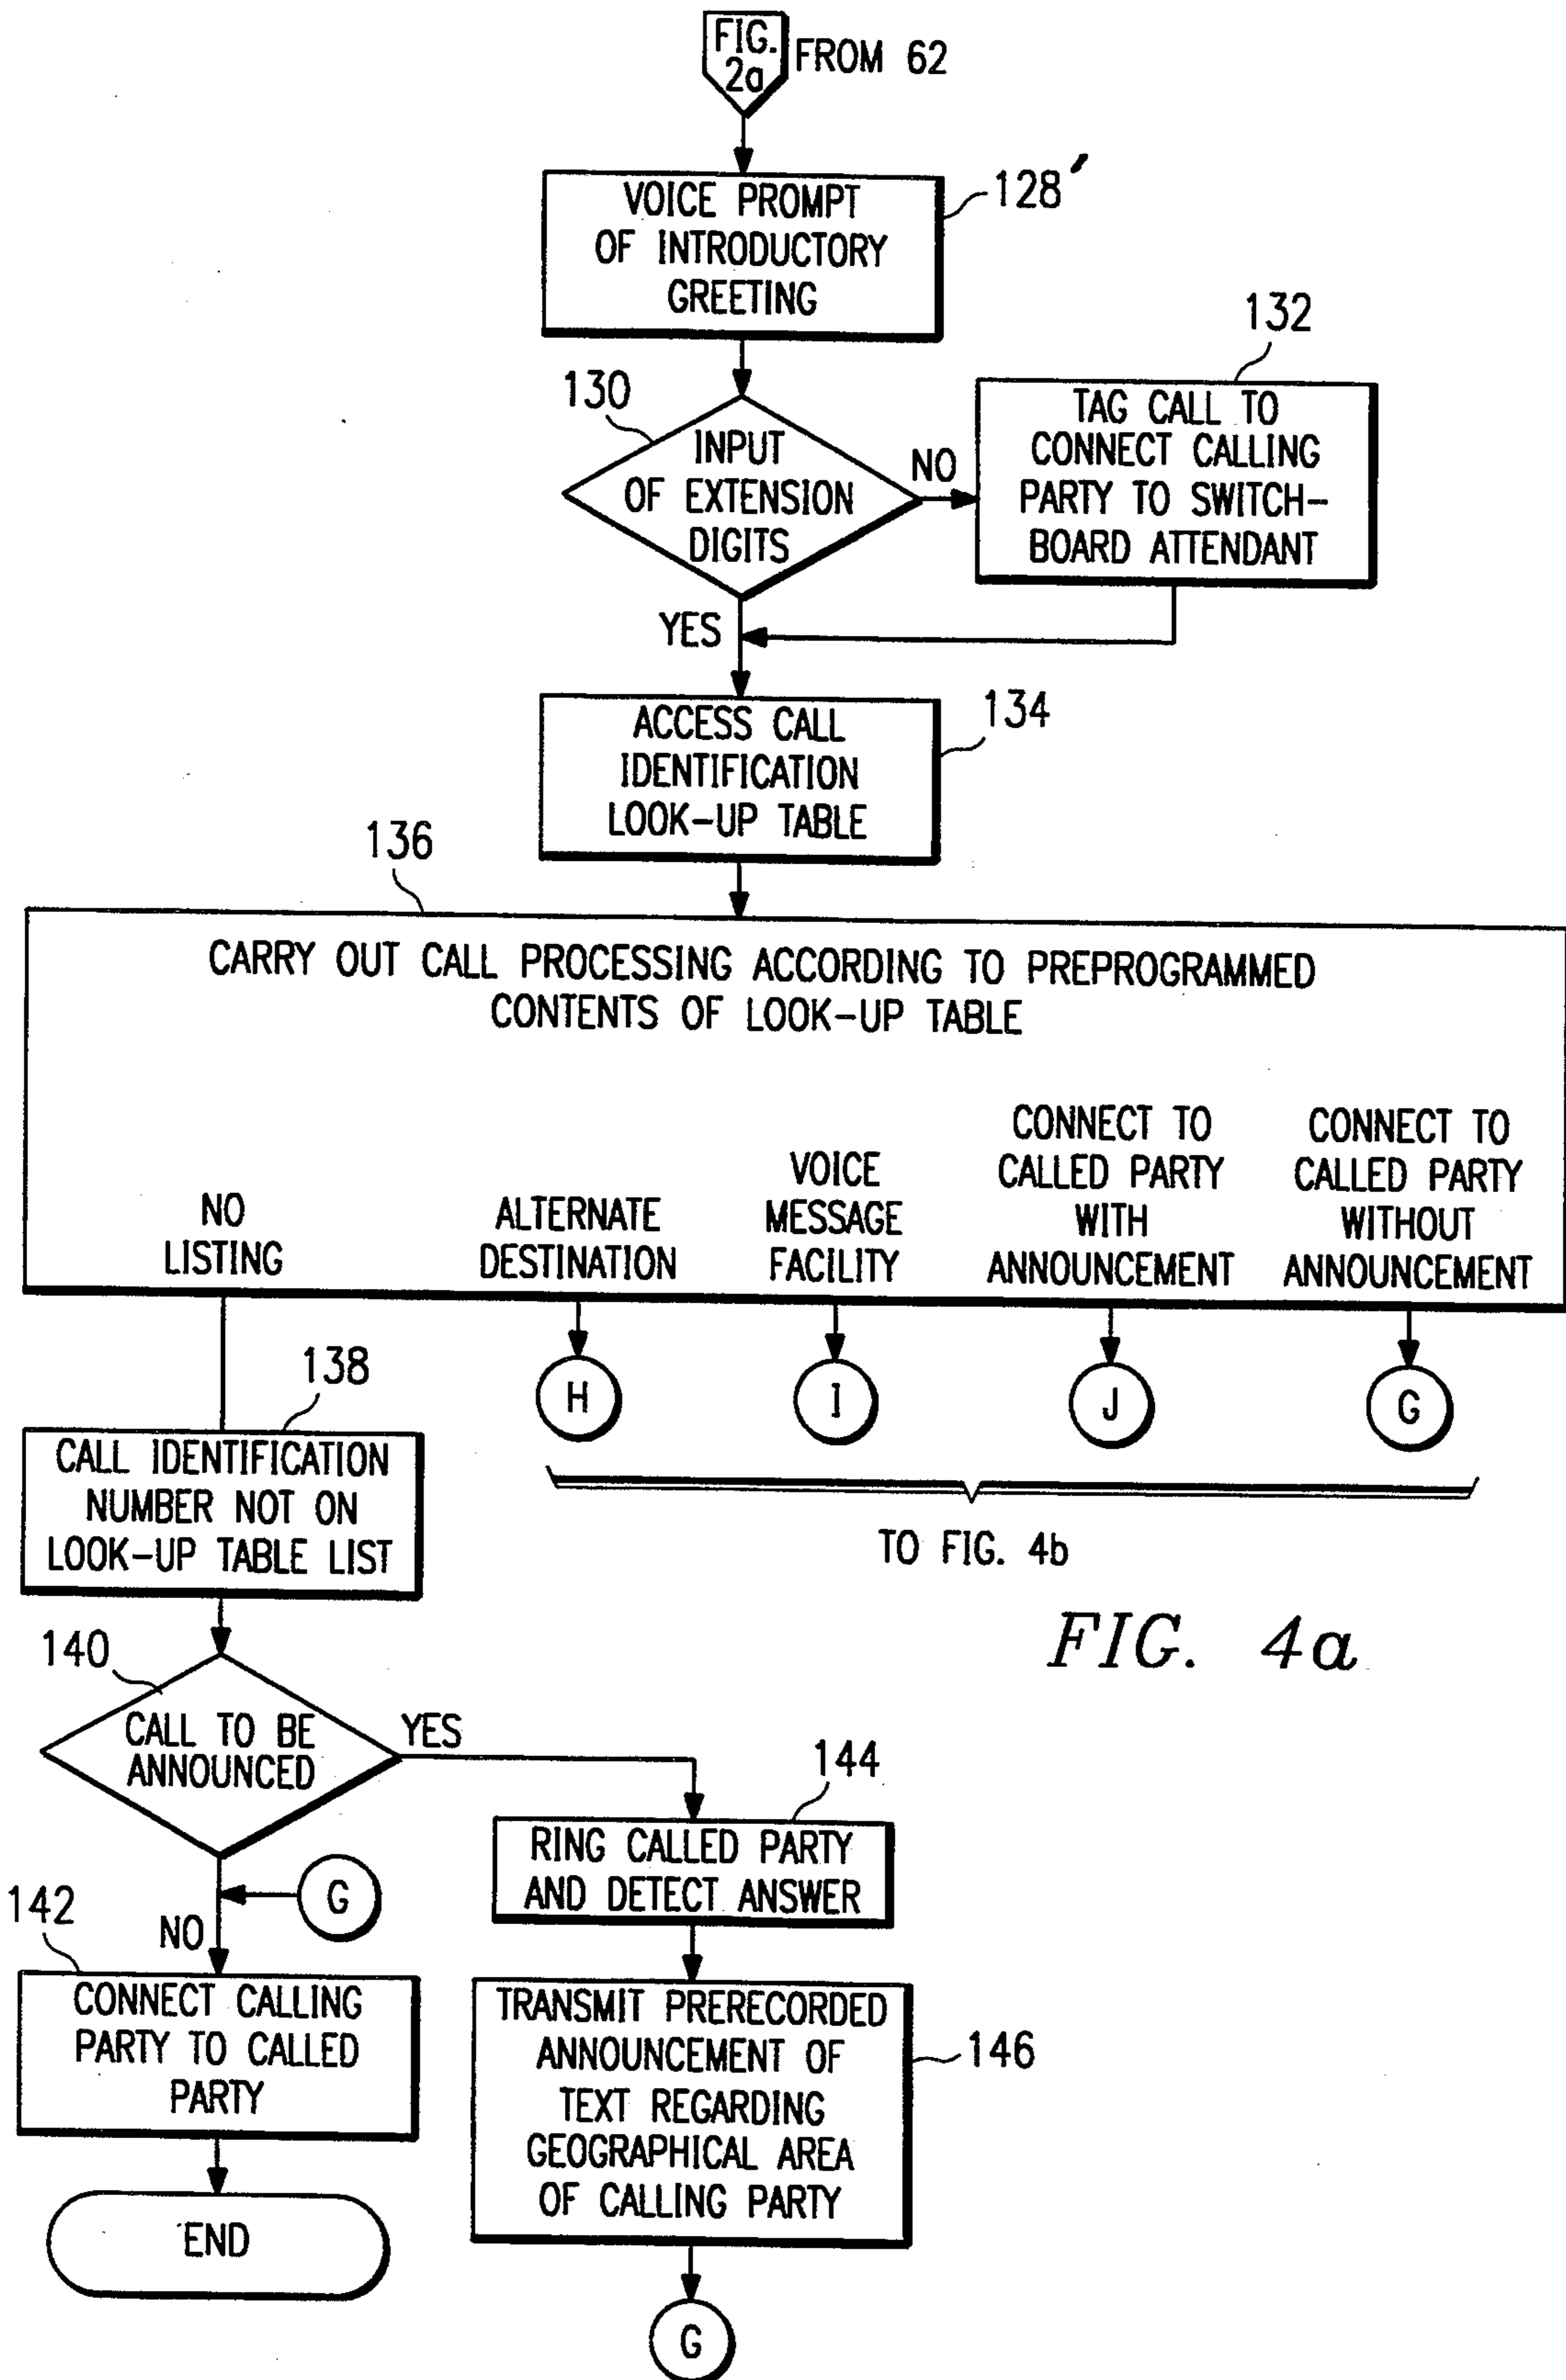 FIG.
2a
FROM 62
VOICE PROMPT
OF INTRODUCTORY
GREETING
128'
130
INPUT
OF EXTENSION
DIGITS
NO
132
TAG CALL TO
CONNECT CALLING
PARTY TO SWITCH-
BOARD ATTENDANT
YES
ACCESS CALL
IDENTIFICATION
LOOK-UP TABLE
134
136
CARRY OUT CALL PROCESSING ACCORDING TO PREPROGRAMMED
CONTENTS OF LOOK-UP TABLE
NO
LISTING
ALTERNATE
DESTINATION
VOICE
MESSAGE
FACILITY
CONNECT TO
CALLED PARTY
WITH
ANNOUNCEMENT
CONNECT TO
CALLED PARTY
WITHOUT
ANNOUNCEMENT
H
I
J
G
TO FIG. 4b
138
CALL IDENTIFICATION
NUMBER NOT ON
LOOK-UP TABLE LIST
FIG. 4a
140
CALL TO BE
ANNOUNCED
YES
144
RING CALLED PARTY
AND DETECT ANSWER
G
NO
142
CONNECT CALLING
PARTY TO CALLED
PARTY
TRANSMIT PRERECORDED
ANNOUNCEMENT OF
TEXT REGARDING
GEOGRAPHICAL AREA
OF CALLING PARTY
146
END
G